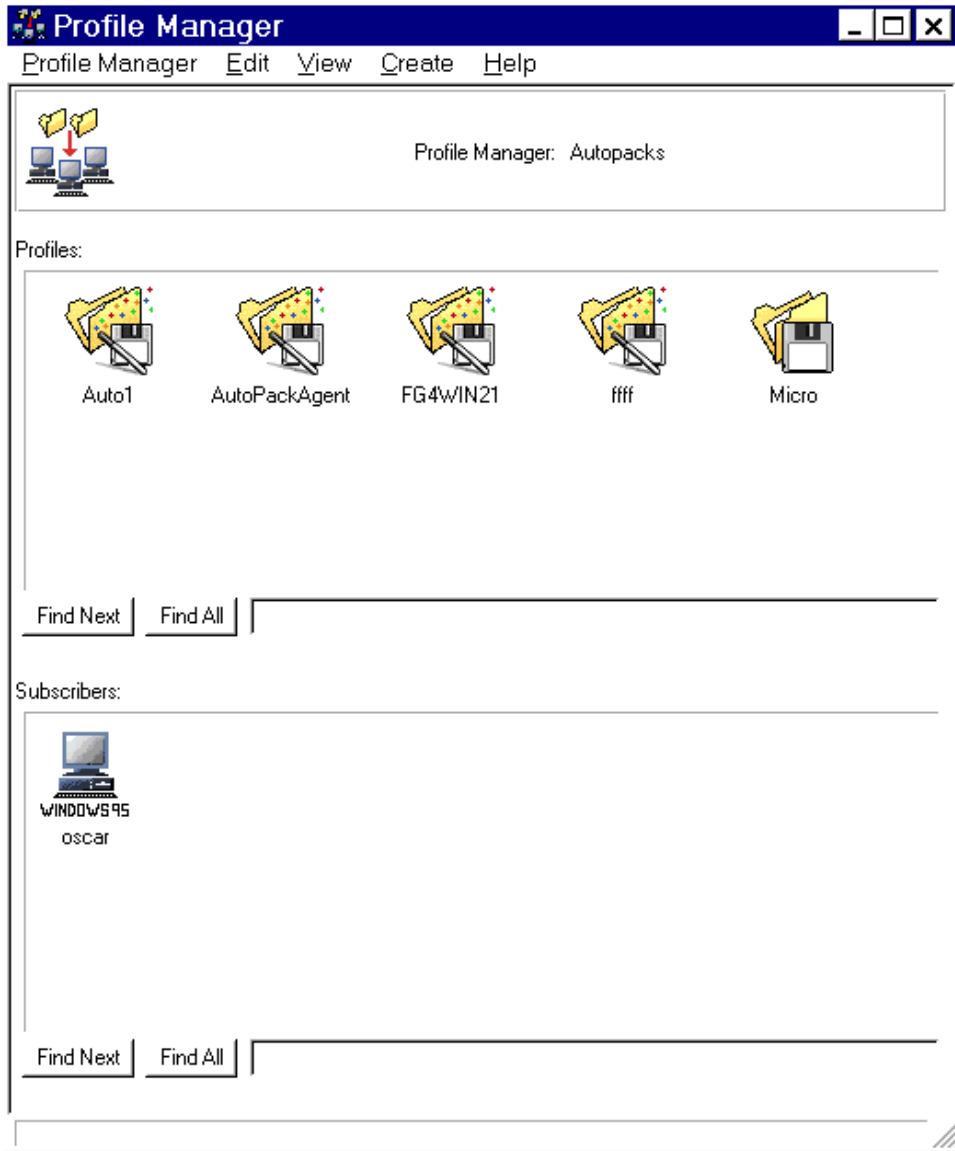 Profile Manager
Profile Manager Edit View Create Help
Profile Manager: Autopacks
Profiles:
Auto1 AutoPackAgent FG4WIN21 ffff Micro
Find Next Find All
Subscribers:
WINDOWS95
oscar
Find Next Find All